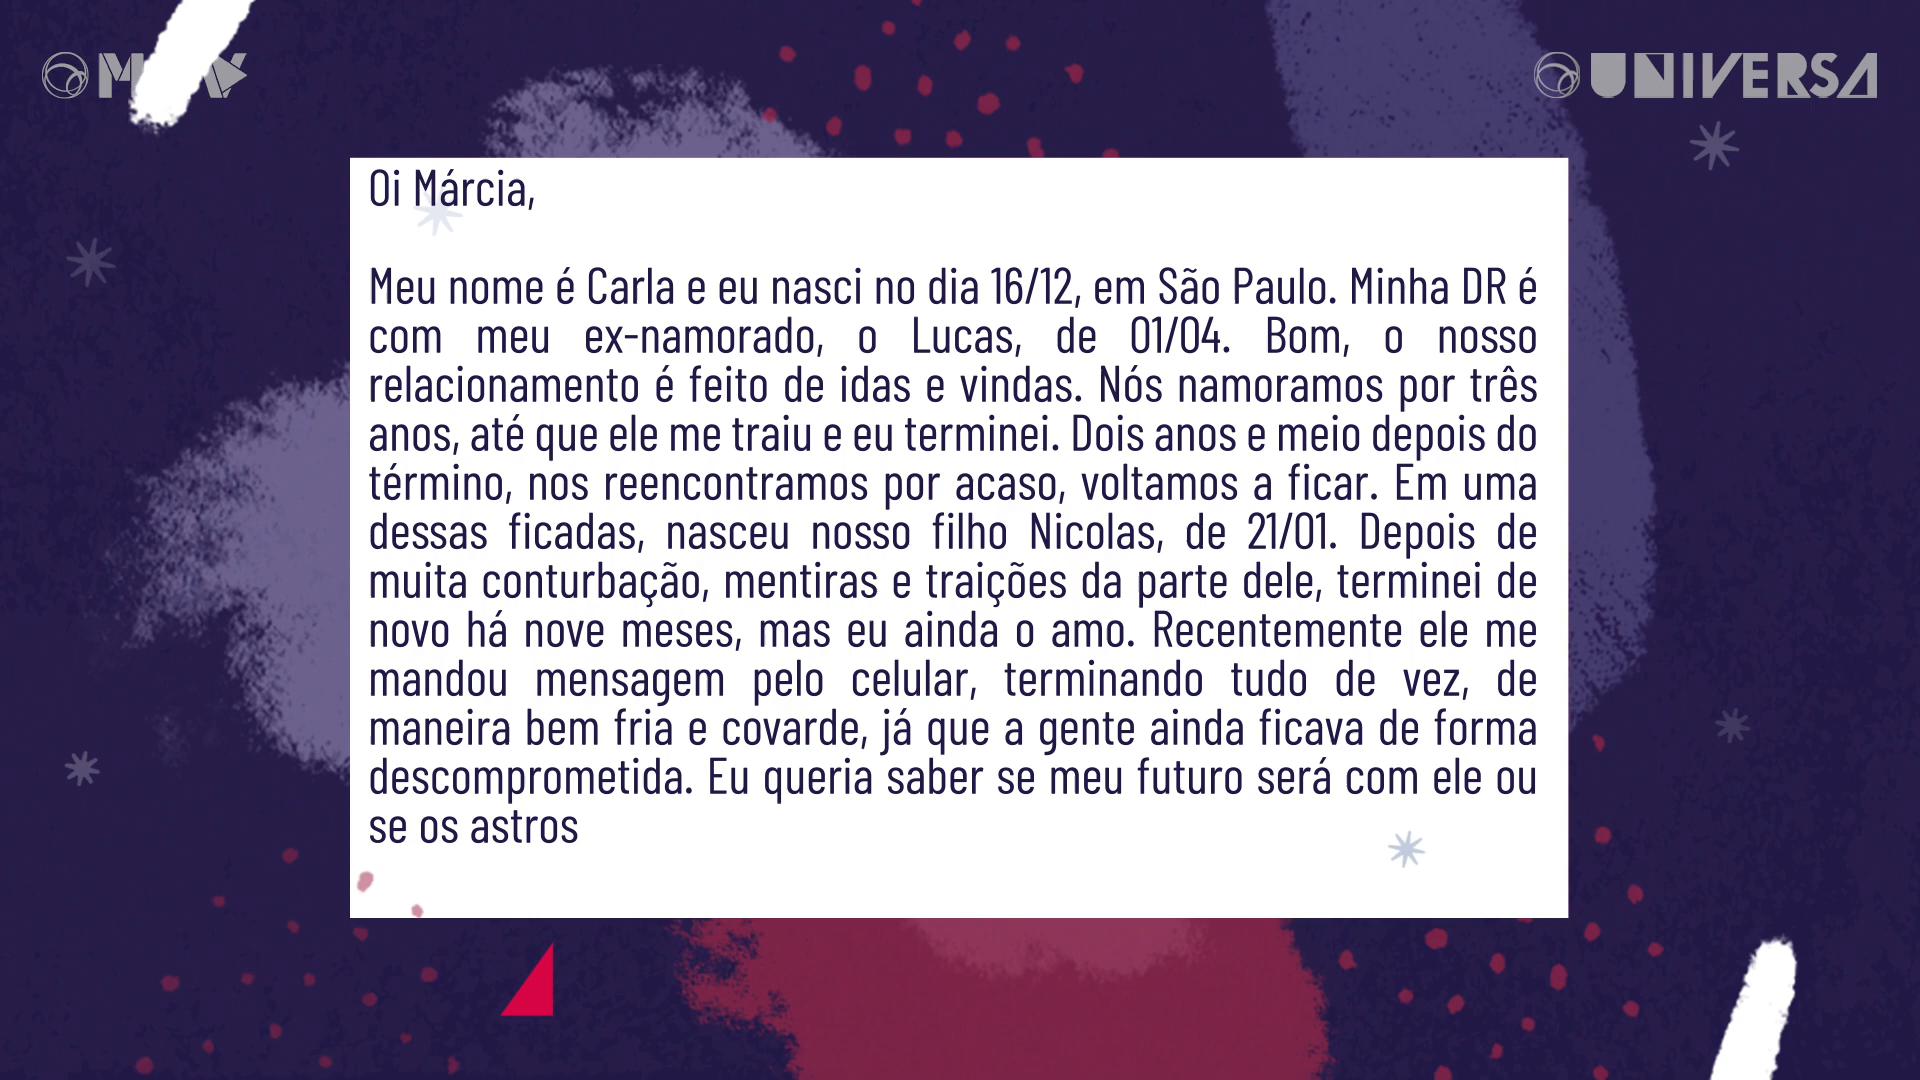 UNIVERSA
Oi Márcia,
Meu nome é Carla e eu nasci no dia 16/12, em São Paulo. Minha DR é
com meu ex-namorado, o Lucas, de 01/04. Bom, o nosso
relacionamento é feito de idas e vindas. Nós namoramos por três
anos, até que ele me traiu e eu terminei. Dois anos e meio depois do
término, nos reencontramos por acaso, voltamos a ficar. Em uma
dessas ficadas, nasceu nosso filho Nicolas, de 21/01. Depois de
muita conturbação, mentiras e traições da parte dele, terminei de
novo há nove meses, mas eu ainda o amo. Recentemente ele me
mandou mensagem pelo celular, terminando tudo de vez, de
maneira bem fria e covarde, já que a gente ainda ficava de forma
descomprometida. Eu queria saber se meu futuro será com ele ou
se os astros